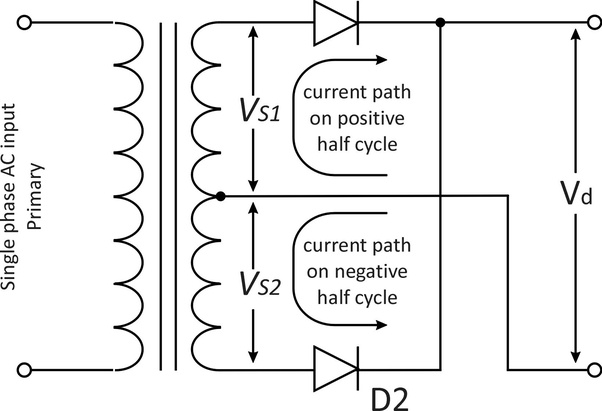 Single phase AC input
Primary
VS1
current path
on positive
half cycle
Vd
VS2
current path
on negative
half cycle
D2